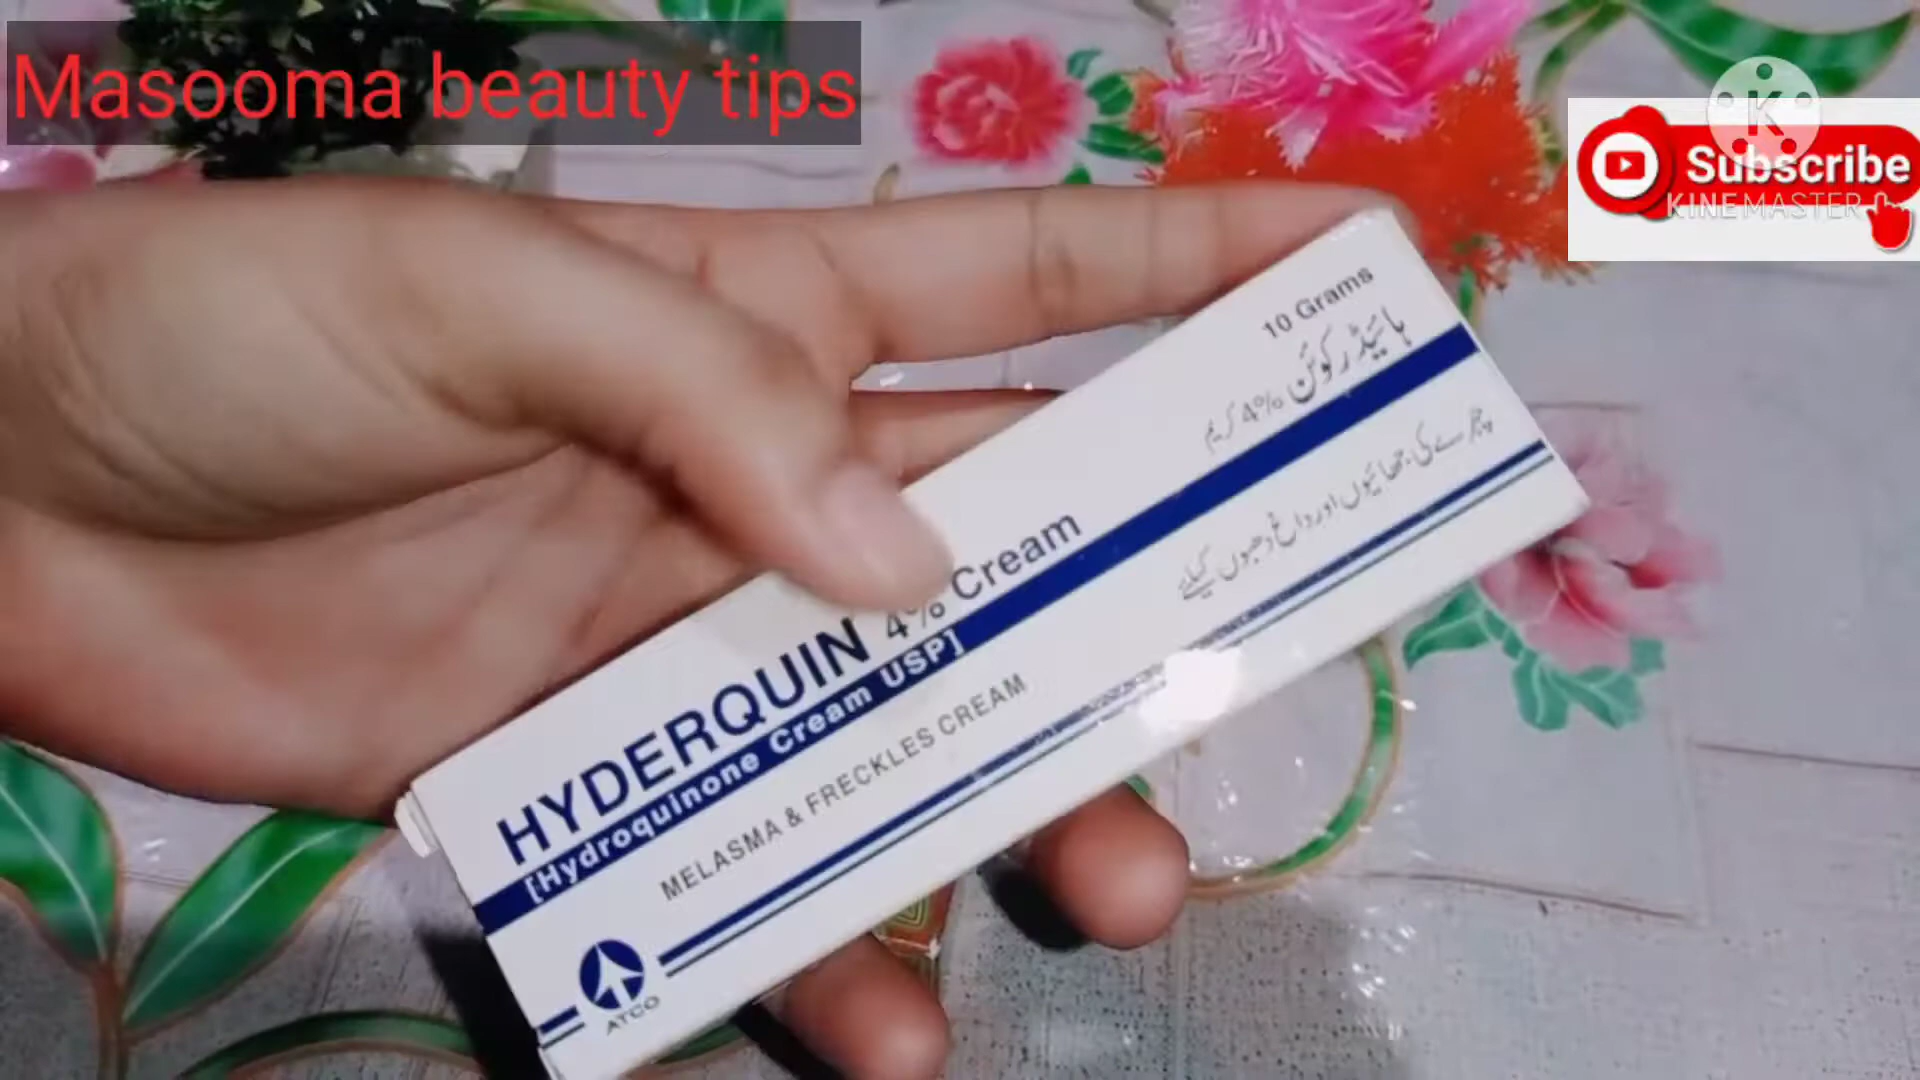 Masooma beauty tips
Subscribe
KINEMASTER
K
10 Grams
ہائیڈرکوئن 4% کریم
چہرے کی جھائیوں اور داغ دھبوں کیلئے
HYDERQUIN 4% Cream
[Hydroquinone Cream USP]
MELASMA & FRECKLES CREAM
ATCO